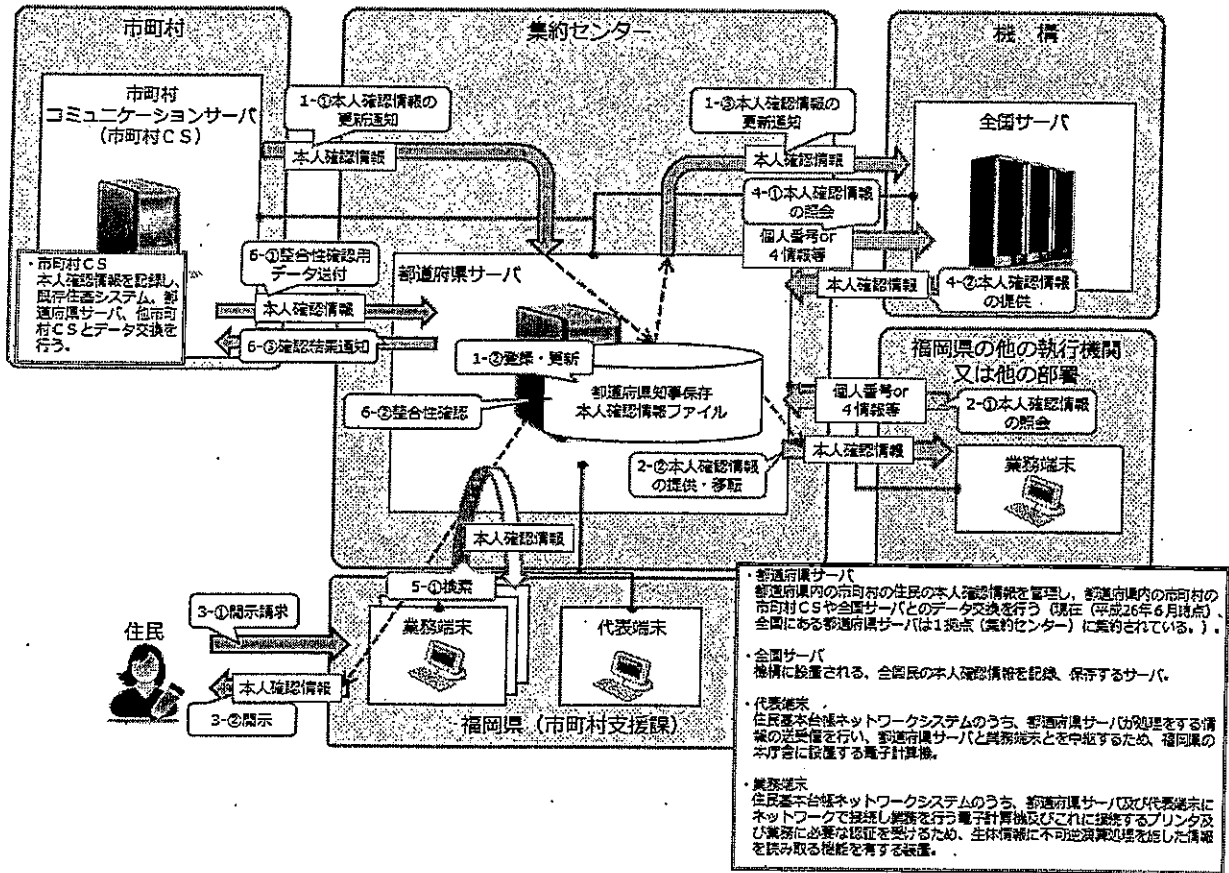 市町村
集約センター
機　構
市町村
コミュニケーションサーバ
(市町村CS)
1-①本人確認情報の
更新通知
本人確認情報
1-③本人確認情報の
更新通知
本人確認情報
全国サーバ
4-①本人確認情報
の照会
個人番号or
4情報等
本人確認情報
4-②本人確認情報
の提供
・市町村CS
本人確認情報を記録し、
既存住基システム、都
道府県サーバ、他市町
村CSとデータ交換を
行う。
6-①整合性確認用
データ送付
本人確認情報
6-③確認結果通知
都道府県サーバ
1-②登録・更新
都道府県知事保存
本人確認情報ファイル
6-②整合性確認
福岡県の他の執行機関
又は他の部署
個人番号or
4情報等
2-①本人確認情報
の照会
本人確認情報
2-②本人確認情報
の提供・移転
業務端末
本人確認情報
5-①検索
3-①開示請求
住民
本人確認情報
3-②開示
業務端末
代表端末
福岡県（市町村支援課）
・都道府県サーバ
都道府県内の市町村の住民の本人確認情報を管理し、都道府県内の市町村の
市町村CSや全国サーバとのデータ交換を行う（現在（平成26年6月時点）、
全国にある都道府県サーバは1拠点（集約センター）に集約されている。）。
・全国サーバ
機構に設置される、全国民の本人確認情報を記録、保存するサーバ。
・代表端末
住民基本台帳ネットワークシステムのうち、都道府県サーバが処理をする情
報の送受信を行い、都道府県サーバと業務端末とを中継するため、福岡県の
本庁舎に設置する電子計算機。
・業務端末
住民基本台帳ネットワークシステムのうち、都道府県サーバ及び代表端末に
ネットワークで接続し業務を行う電子計算機及びこれに接続するプリンタ及
び業務に必要な認証を受けるため、生体情報に不可逆演算処理を施した情報
を読み取る機能を有する装置。